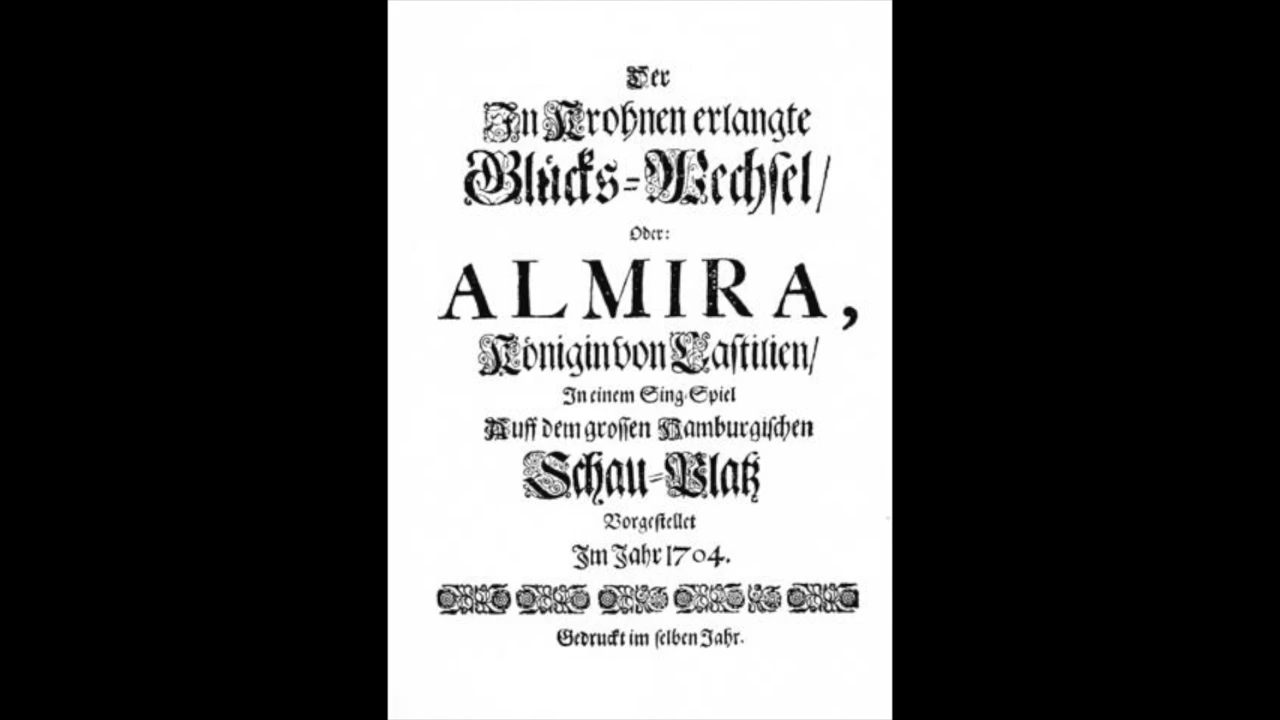 Der
In Krohnen erlangte
Glücks-Wechsel/
Oder:
ALMIRA,
Königin von Castilien/
In einem Sing-Spiel
Auff dem grossen Hamburgischen
Schau-Platz
Vorgestellet
Im Jahr 1704.
Gedruckt im selben Jahr.